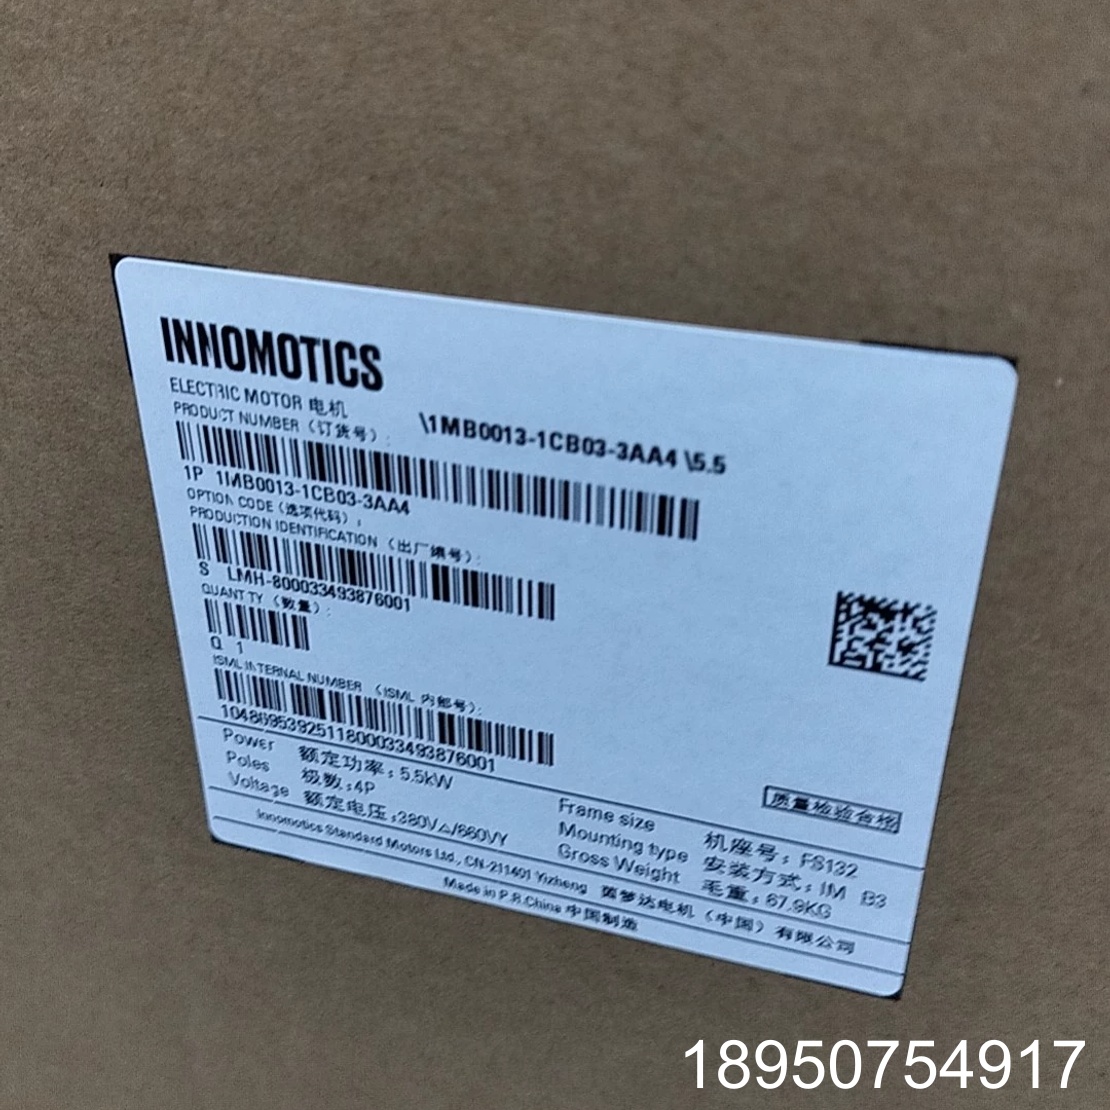 INNOMOTICS
ELECTRIC MOTOR 电机
PRODUCT NUMBER (订货号):
\1MB0013-1CB03-3AA4 \5.5
1P 1MB0013-1CB03-3AA4
OPTION CODE (选项代码):
PRODUCTION IDENTIFICATION (出厂编号):
S LMH-800033493876001
QUANTITY (数量):
Q 1
ISML INTERNAL NUMBER (ISML 内部号):
1048695392511800033493876001
质量检验合格
Power 额定功率: 5.5kW
Poles 极数:4P
Voltage 额定电压:380V△/660VY
Frame size 机座号: FS132
Mounting type 安装方式: IM B3
Gross Weight 毛重: 67.9KG
Innomotics Standard Motors Ltd., CN-211401 Yizheng 茵梦达电机(中国)有限公司
Made in P.R.China 中国制造
18950754917